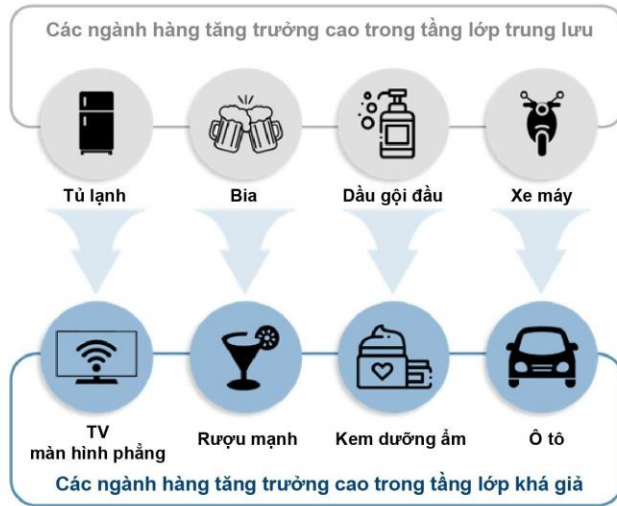 Các ngành hàng tăng trưởng cao trong tầng lớp trung lưu
Tủ lạnh
Bia
Dầu gội đầu
Xe máy
TV
màn hình phẳng
Rượu mạnh
Kem dưỡng ẩm
Ô tô
Các ngành hàng tăng trưởng cao trong tầng lớp khá giả